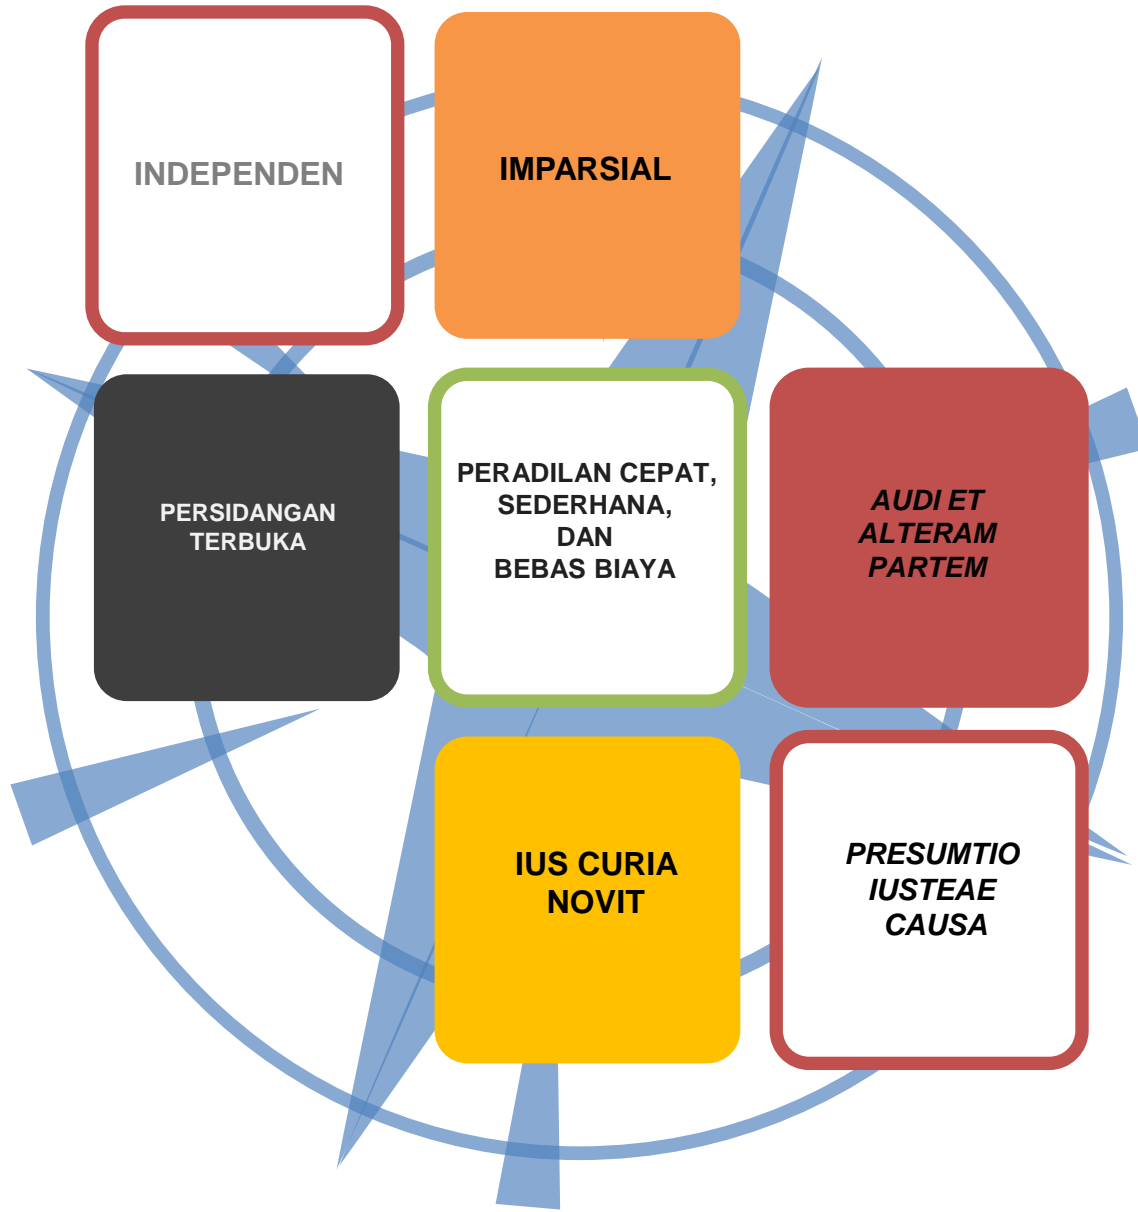 INDEPENDEN
IMPARSIAL
PERSIDANGAN
TERBUKA
PERADILAN CEPAT,
SEDERHANA,
DAN
BEBAS BIAYA
AUDI ET
ALTERAM
PARTEM
IUS CURIA
NOVIT
PRESUMTIO
IUSTEAE
CAUSA